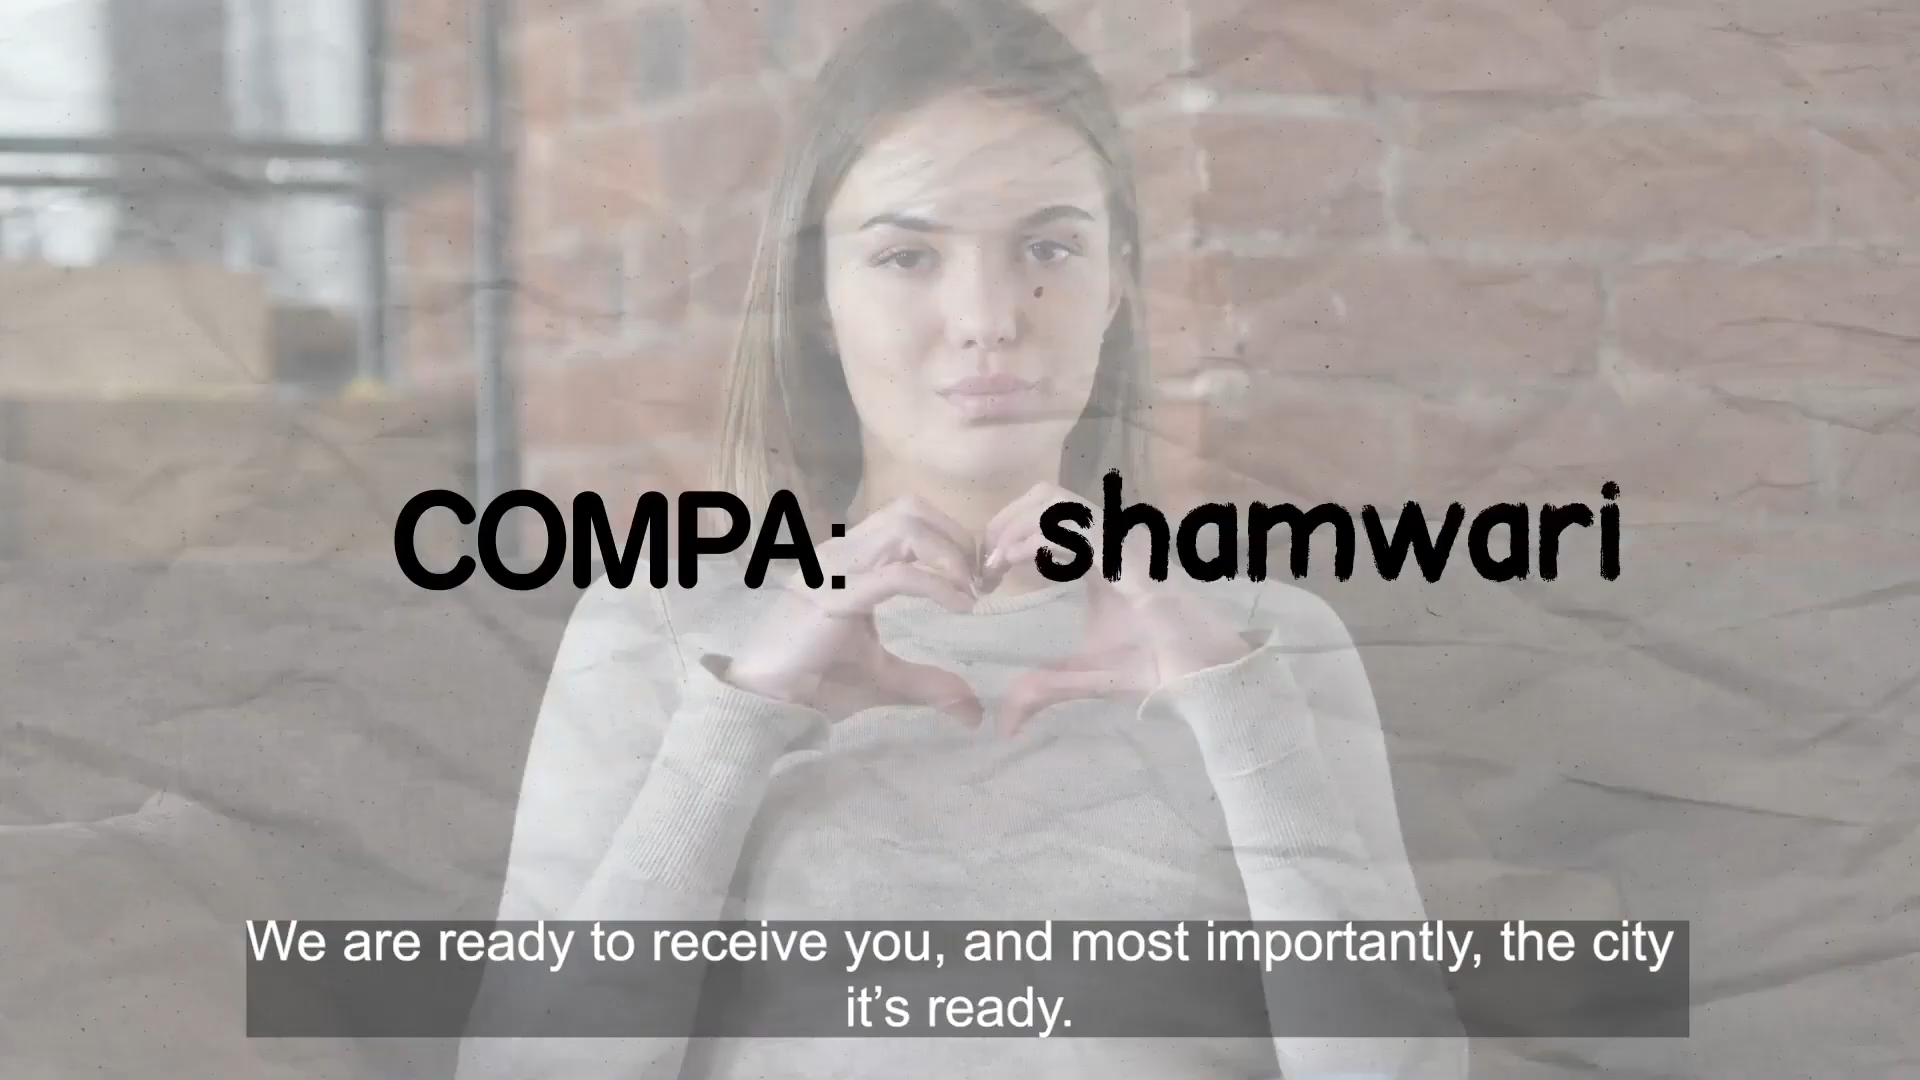 COMPA: shamwari
We are ready to receive you, and most importantly, the city
it’s ready.